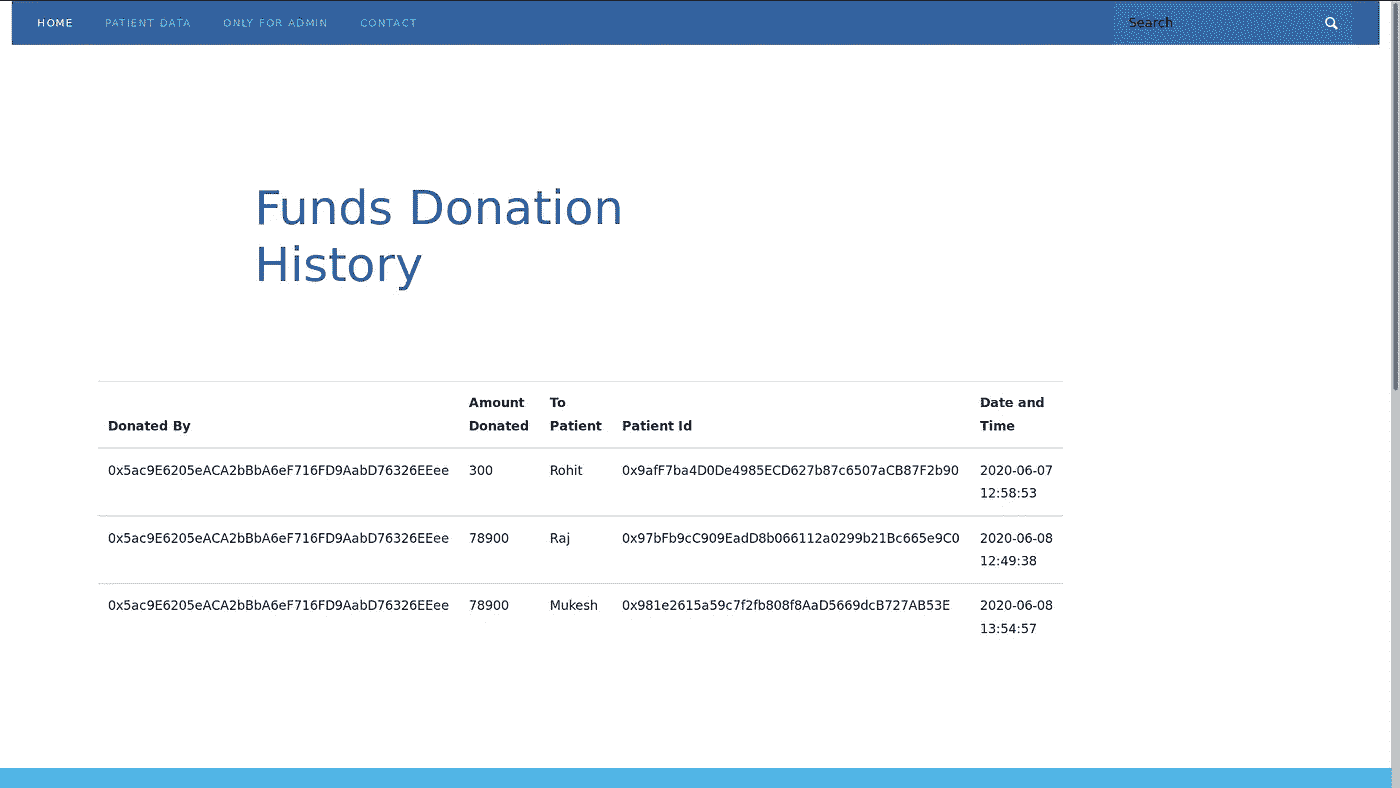 HOME PATIENT DATA ONLY FOR ADMIN CONTACT Search
Funds Donation
History
Donated By Amount Donated To Patient Patient Id Date and Time
0x5ac9E6205eACA2bBbA6eF716FD9AabD76326EEee 300 Rohit 0x9afF7ba4D0De4985ECD627b87c6507aCB87F2b90 2020-06-07 12:58:53
0x5ac9E6205eACA2bBbA6eF716FD9AabD76326EEee 78900 Raj 0x97bFb9cC909EadD8b066112a0299b21Bc665e9C0 2020-06-08 12:49:38
0x5ac9E6205eACA2bBbA6eF716FD9AabD76326EEee 78900 Mukesh 0x981e2615a59c7f2fb808f8AaD5669dcB727AB53E 2020-06-08 13:54:57